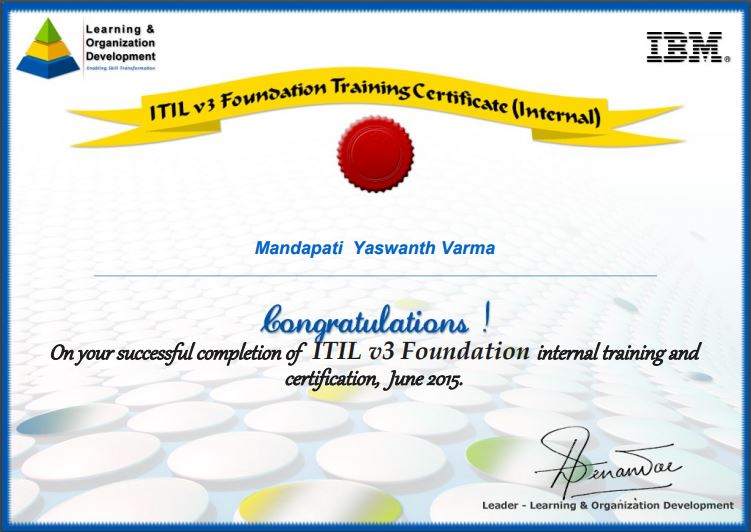 Learning &
Organization
Development
Enabling Skill Transformation
IBM®
ITIL v3 Foundation Training Certificate (Internal)
Mandapati Yaswanth Varma
Congratulations !
On your successful completion of ITIL v3 Foundation internal training and
certification, June 2015.
Leader - Learning & Organization Development